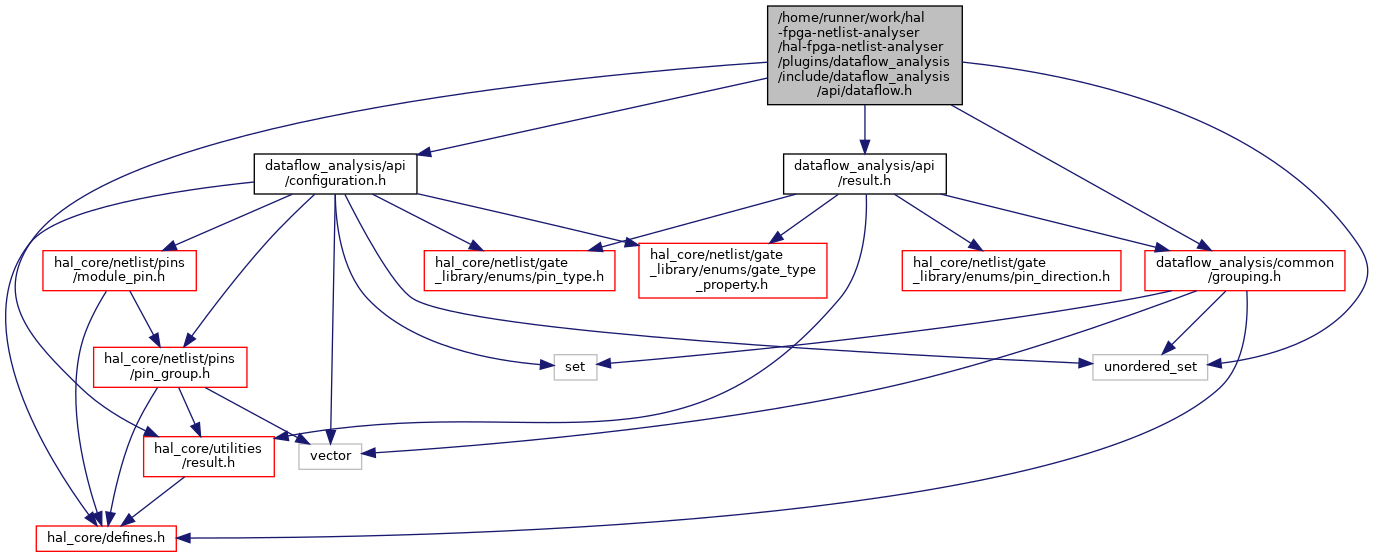 /home/runner/work/hal
-fpga-netlist-analyser
/hal-fpga-netlist-analyser
/plugins/dataflow_analysis
/include/dataflow_analysis
/api/dataflow.h
dataflow_analysis/api
/configuration.h
dataflow_analysis/api
/result.h
hal_core/netlist/pins
/module_pin.h
hal_core/netlist/gate
_library/enums/pin_type.h
hal_core/netlist/gate
_library/enums/gate_type
_property.h
hal_core/netlist/gate
_library/enums/pin_direction.h
dataflow_analysis/common
/grouping.h
hal_core/netlist/pins
/pin_group.h
set
unordered_set
hal_core/utilities
/result.h
vector
hal_core/defines.h